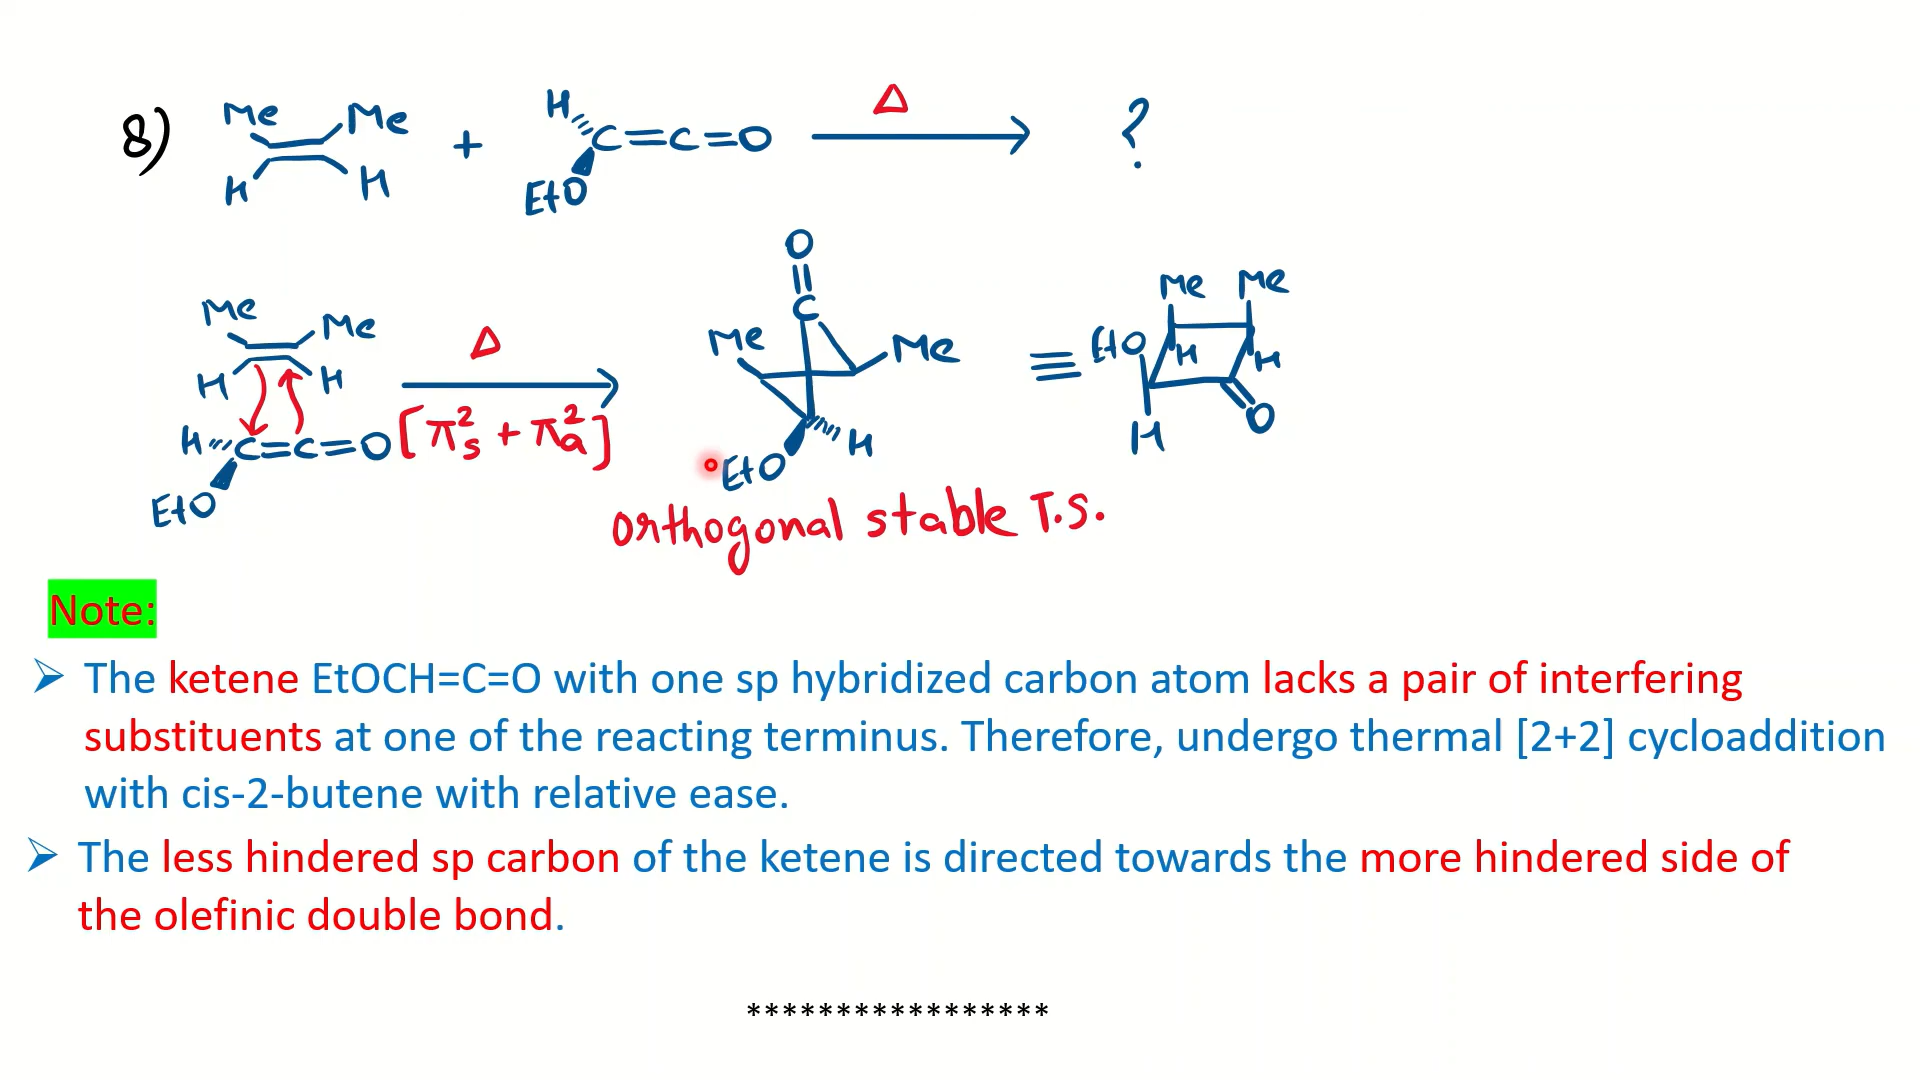 8) Me Me H H + H EtO C=C=O Δ ?
Me Me H H H C=C=O EtO Δ [π²s + π²a] O C Me Me EtO H ≡ Me Me EtO H H H O
Orthogonal stable T.S.
Note:
➢ The ketene EtOCH=C=O with one sp hybridized carbon atom lacks a pair of interfering
substituents at one of the reacting terminus. Therefore, undergo thermal [2+2] cycloaddition
with cis-2-butene with relative ease.
➢ The less hindered sp carbon of the ketene is directed towards the more hindered side of
the olefinic double bond.
*****************